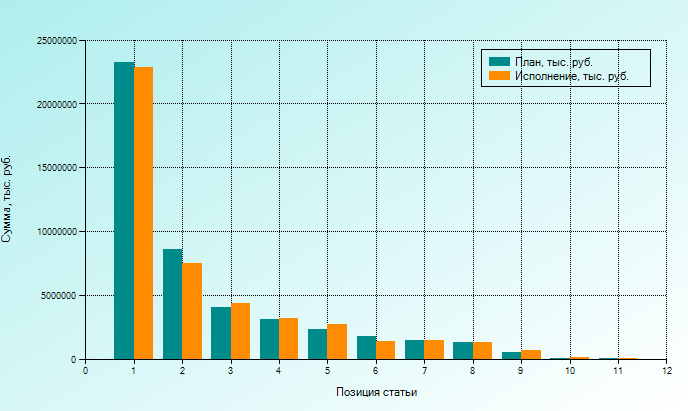 25000000
План, тыс. руб.
Исполнение, тыс. руб.
20000000
15000000
Сумма, тыс. руб.
10000000
5000000
0
0 1 2 3 4 5 6 7 8 9 10 11 12
Позиция статьи